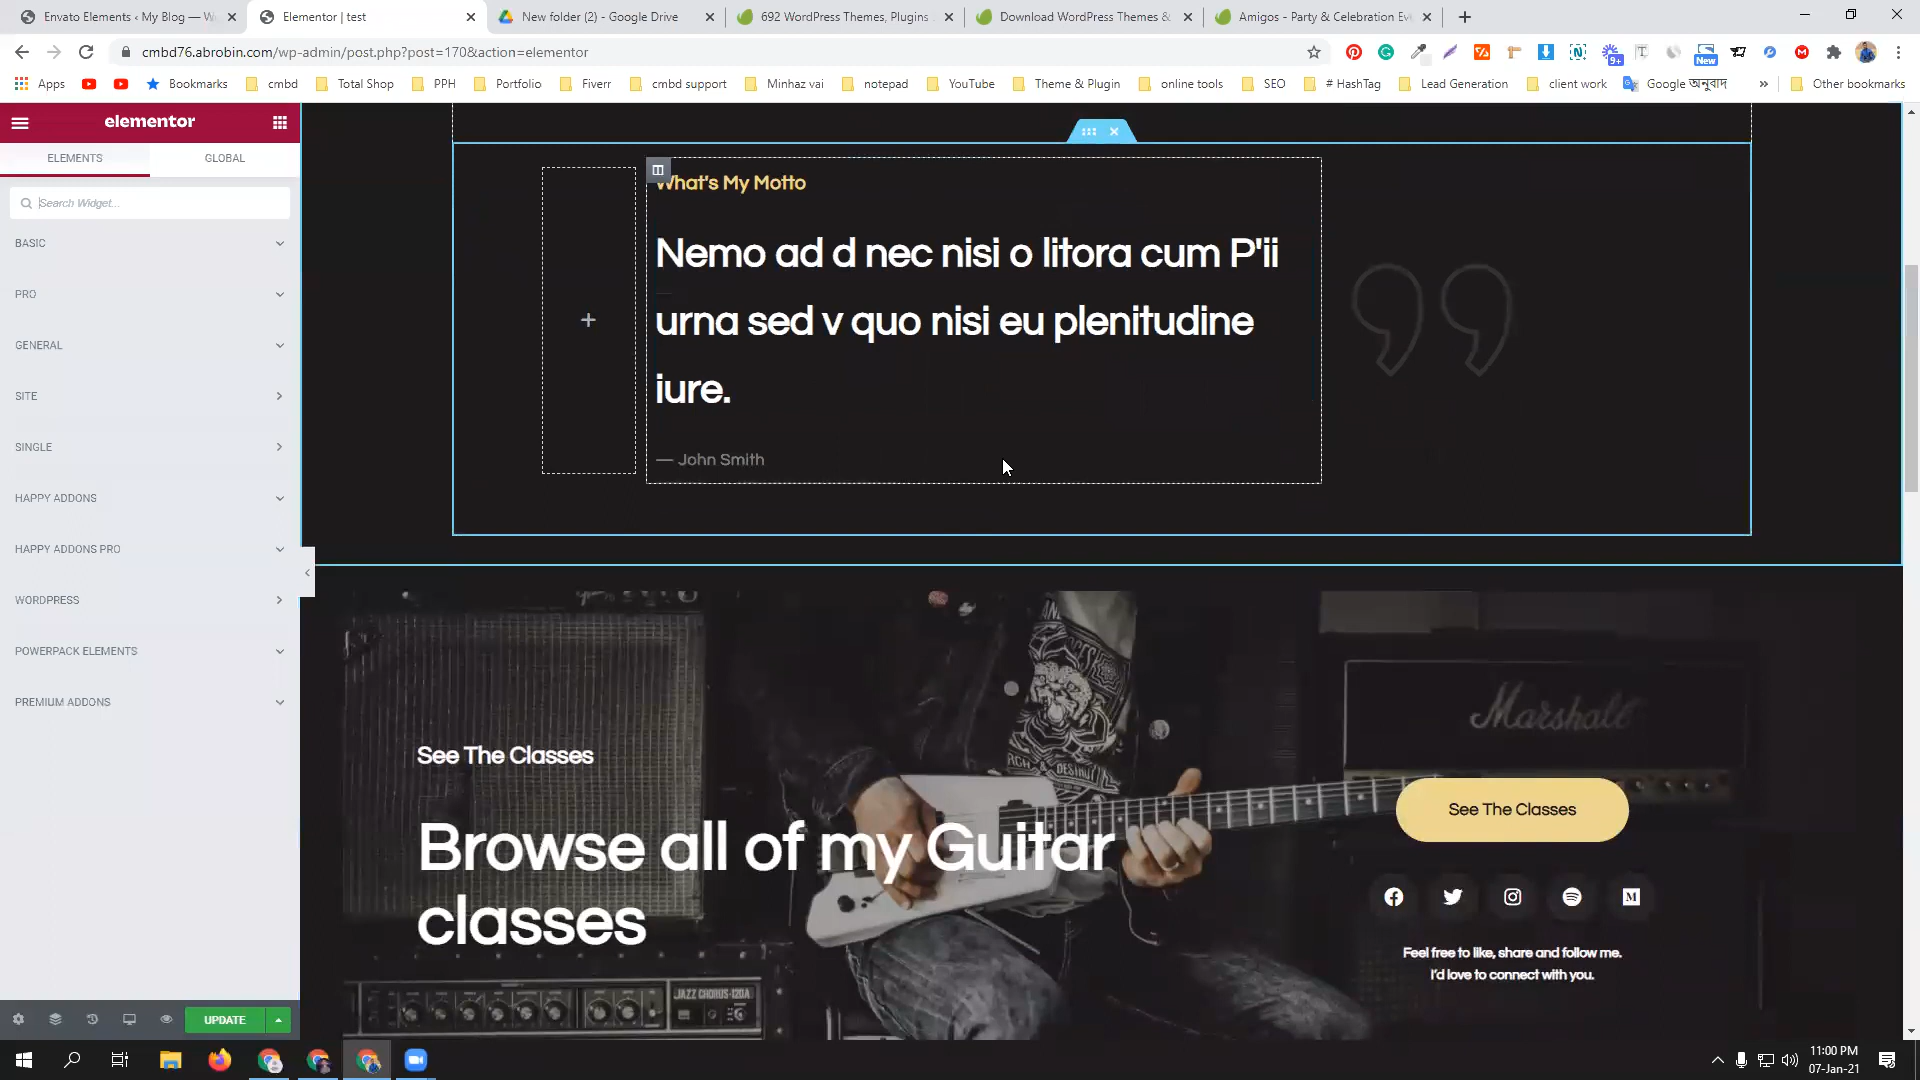 Envato Elements ‹ My Blog — W
Elementor | test
New folder (2) - Google Drive
692 WordPress Themes, Plugins
Download WordPress Themes &
Amigos - Party & Celebration Ev
cmbd76.abrobin.com/wp-admin/post.php?post=170&action=elementor
9+
New
Apps
Bookmarks
cmbd
Total Shop
PPH
Portfolio
Fiverr
cmbd support
Minhaz vai
notepad
YouTube
Theme & Plugin
online tools
SEO
# HashTag
Lead Generation
client work
Google অনুবাদ
»
Other bookmarks
elementor
ELEMENTS
GLOBAL
Search Widget...
BASIC
PRO
GENERAL
SITE
SINGLE
HAPPY ADDONS
HAPPY ADDONS PRO
WORDPRESS
POWERPACK ELEMENTS
PREMIUM ADDONS
UPDATE
What's My Motto
Nemo ad d nec nisi o litora cum P'ii
urna sed v quo nisi eu plenitudine
iure.
— John Smith
Marshall
See The Classes
Browse all of my Guitar
classes
See The Classes
Feel free to like, share and follow me.
I'd love to connect with you.
JAZZ CHORUS-120A
11:00 PM
07-Jan-21